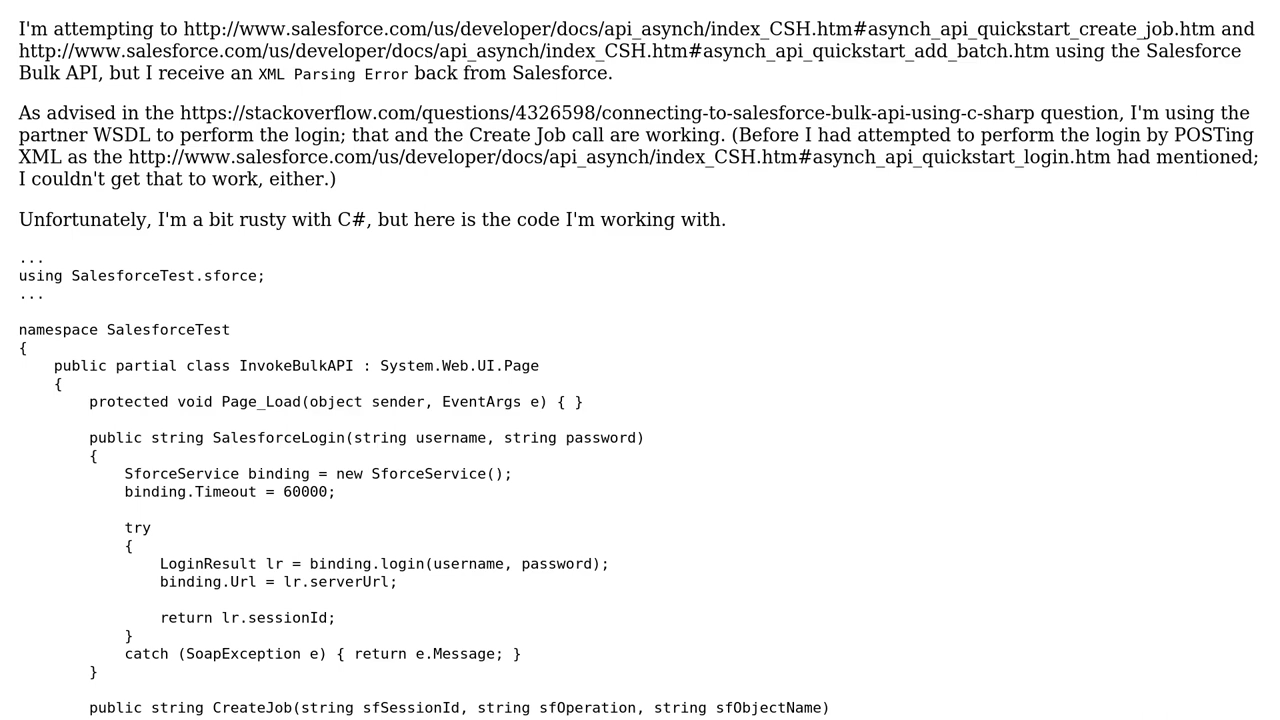 I'm attempting to http://www.salesforce.com/us/developer/docs/api_asynch/index_CSH.htm#asynch_api_quickstart_create_job.htm and
http://www.salesforce.com/us/developer/docs/api_asynch/index_CSH.htm#asynch_api_quickstart_add_batch.htm using the Salesforce
Bulk API, but I receive an XML Parsing Error back from Salesforce.
As advised in the https://stackoverflow.com/questions/4326598/connecting-to-salesforce-bulk-api-using-c-sharp question, I'm using the
partner WSDL to perform the login; that and the Create Job call are working. (Before I had attempted to perform the login by POSTing
XML as the http://www.salesforce.com/us/developer/docs/api_asynch/index_CSH.htm#asynch_api_quickstart_login.htm had mentioned;
I couldn't get that to work, either.)
Unfortunately, I'm a bit rusty with C#, but here is the code I'm working with.
...
using SalesforceTest.sforce;
...
namespace SalesforceTest
{
    public partial class InvokeBulkAPI : System.Web.UI.Page
    {
        protected void Page_Load(object sender, EventArgs e) { }
        public string SalesforceLogin(string username, string password)
        {
            SforceService binding = new SforceService();
            binding.Timeout = 60000;
            try
            {
                LoginResult lr = binding.login(username, password);
                binding.Url = lr.serverUrl;
                return lr.sessionId;
            }
            catch (SoapException e) { return e.Message; }
        }
        public string CreateJob(string sfSessionId, string sfOperation, string sfObjectName)